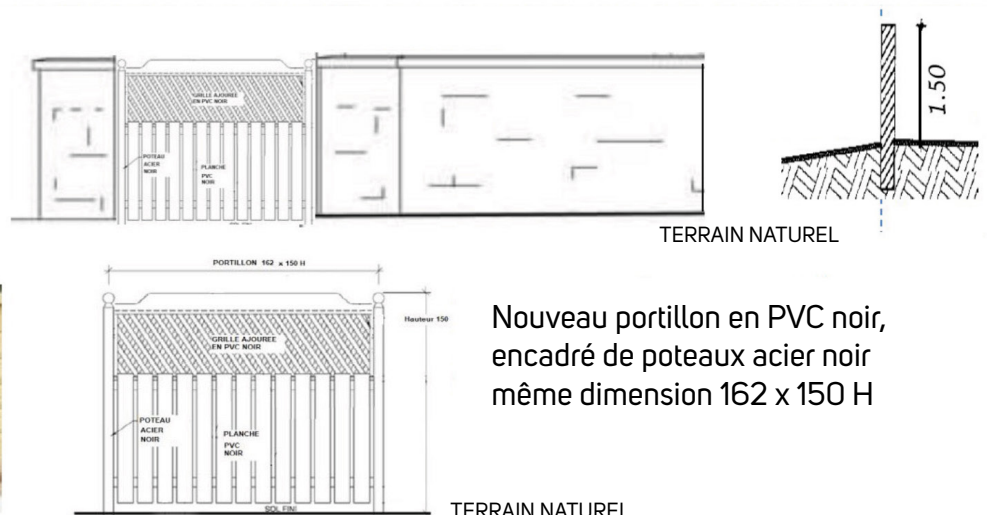 GRILLE AJOUREE
EN PVC NOIR
POTEAU
ACIER
NOIR
PLANCHE
PVC
NOIR
SOL FINI
1.50
TERRAIN NATUREL
PORTILLON 162 x 150 H
Hauteur 150
GRILLE AJOUREE
EN PVC NOIR
POTEAU
ACIER
NOIR
PLANCHE
PVC
NOIR
SOL FINI
Nouveau portillon en PVC noir,
encadré de poteaux acier noir
même dimension 162 x 150 H
TERRAIN NATUREL